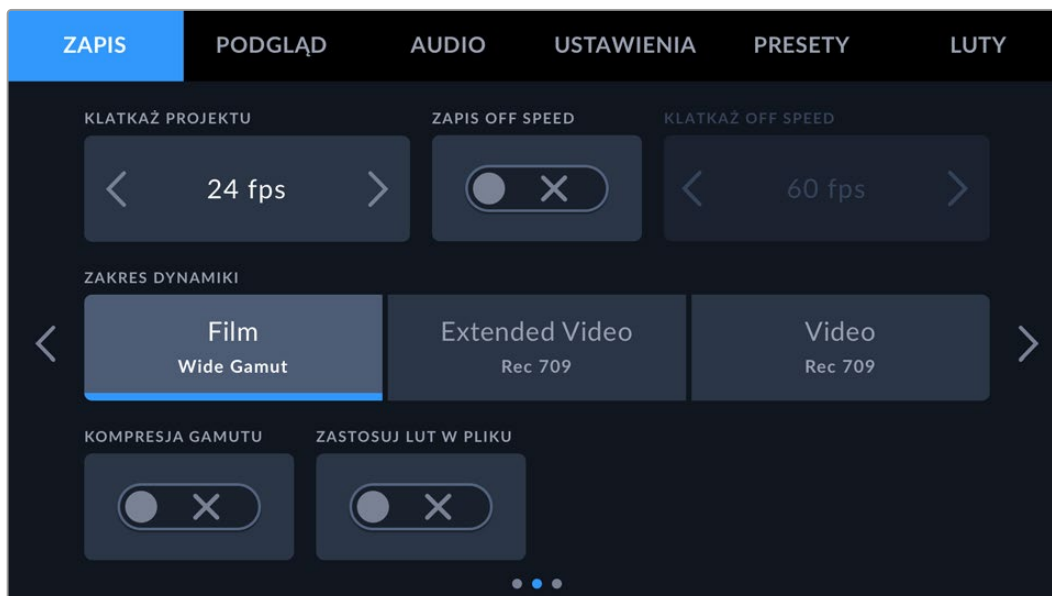 ZAPIS PODGLĄD AUDIO USTAWIENIA PRESETY LUTY
KLATKAŻ PROJEKTU ZAPIS OFF SPEED KLATKAŻ OFF SPEED
24 fps 60 fps
ZAKRES DYNAMIKI
Film Extended Video Video
Wide Gamut Rec 709 Rec 709
KOMPRESJA GAMUTU ZASTOSUJ LUT W PLIKU